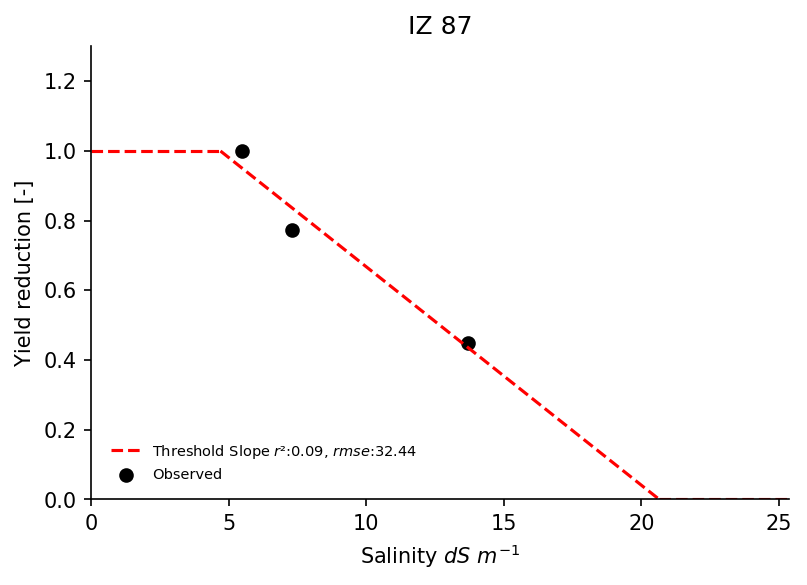 IZ 87
Yield reduction [-]
1.2
1.0
0.8
0.6
0.4
0.2
0.0
Threshold Slope r²:0.09, rmse:32.44
Observed
0 5 10 15 20 25
Salinity dS m⁻¹